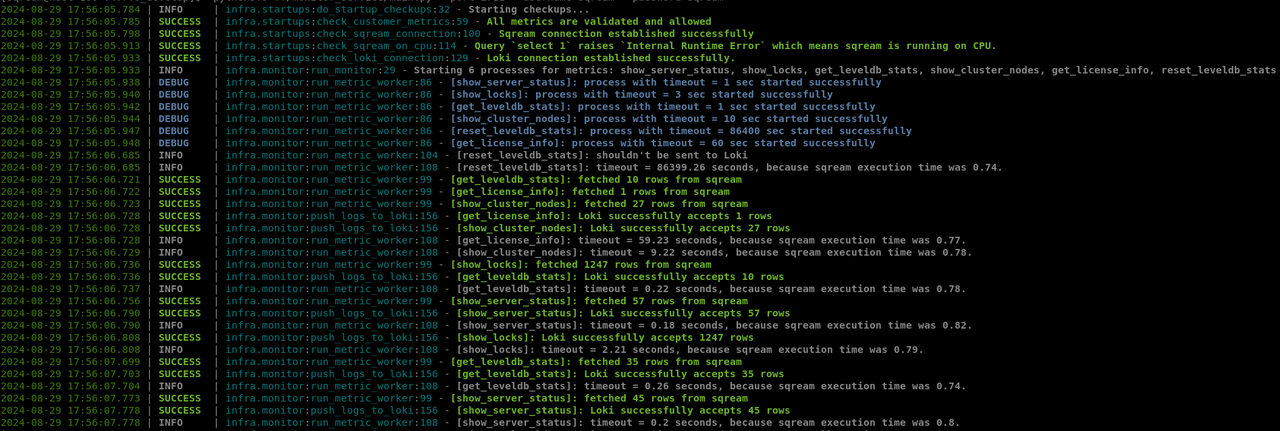 2024-08-29 17:56:05.784 | INFO | infra.startups:do_startup_checkups:32 - Starting checkups...
2024-08-29 17:56:05.785 | SUCCESS | infra.startups:check_customer_metrics:59 - All metrics are validated and allowed
2024-08-29 17:56:05.798 | SUCCESS | infra.startups:check_sqream_connection:100 - Sqream connection established successfully
2024-08-29 17:56:05.913 | SUCCESS | infra.startups:check_sqream_on_cpu:114 - Query `select 1` raises `Internal Runtime Error` which means sqream is running on CPU.
2024-08-29 17:56:05.933 | SUCCESS | infra.startups:check_loki_connection:129 - Loki connection established successfully.
2024-08-29 17:56:05.933 | INFO | infra.monitor:run_monitor:29 - Starting 6 processes for metrics: show_server_status, show_locks, get_leveldb_stats, show_cluster_nodes, get_license_info, reset_leveldb_stats
2024-08-29 17:56:05.938 | DEBUG | infra.monitor:run_metric_worker:86 - [show_server_status]: process with timeout = 1 sec started successfully
2024-08-29 17:56:05.940 | DEBUG | infra.monitor:run_metric_worker:86 - [show_locks]: process with timeout = 3 sec started successfully
2024-08-29 17:56:05.942 | DEBUG | infra.monitor:run_metric_worker:86 - [get_leveldb_stats]: process with timeout = 1 sec started successfully
2024-08-29 17:56:05.944 | DEBUG | infra.monitor:run_metric_worker:86 - [show_cluster_nodes]: process with timeout = 10 sec started successfully
2024-08-29 17:56:05.947 | DEBUG | infra.monitor:run_metric_worker:86 - [reset_leveldb_stats]: process with timeout = 86400 sec started successfully
2024-08-29 17:56:05.948 | DEBUG | infra.monitor:run_metric_worker:86 - [get_license_info]: process with timeout = 60 sec started successfully
2024-08-29 17:56:06.685 | INFO | infra.monitor:run_metric_worker:104 - [reset_leveldb_stats]: shouldn't be sent to Loki
2024-08-29 17:56:06.685 | INFO | infra.monitor:run_metric_worker:108 - [reset_leveldb_stats]: timeout = 86399.26 seconds, because sqream execution time was 0.74.
2024-08-29 17:56:06.721 | SUCCESS | infra.monitor:run_metric_worker:99 - [get_leveldb_stats]: fetched 10 rows from sqream
2024-08-29 17:56:06.722 | SUCCESS | infra.monitor:run_metric_worker:99 - [get_license_info]: fetched 1 rows from sqream
2024-08-29 17:56:06.723 | SUCCESS | infra.monitor:run_metric_worker:99 - [show_cluster_nodes]: fetched 27 rows from sqream
2024-08-29 17:56:06.728 | SUCCESS | infra.monitor:push_logs_to_loki:156 - [get_license_info]: Loki successfully accepts 1 rows
2024-08-29 17:56:06.728 | SUCCESS | infra.monitor:push_logs_to_loki:156 - [show_cluster_nodes]: Loki successfully accepts 27 rows
2024-08-29 17:56:06.728 | INFO | infra.monitor:run_metric_worker:108 - [get_license_info]: timeout = 59.23 seconds, because sqream execution time was 0.77.
2024-08-29 17:56:06.729 | INFO | infra.monitor:run_metric_worker:108 - [show_cluster_nodes]: timeout = 9.22 seconds, because sqream execution time was 0.78.
2024-08-29 17:56:06.736 | SUCCESS | infra.monitor:run_metric_worker:99 - [show_locks]: fetched 1247 rows from sqream
2024-08-29 17:56:06.736 | SUCCESS | infra.monitor:push_logs_to_loki:156 - [get_leveldb_stats]: Loki successfully accepts 10 rows
2024-08-29 17:56:06.737 | INFO | infra.monitor:run_metric_worker:108 - [get_leveldb_stats]: timeout = 0.22 seconds, because sqream execution time was 0.78.
2024-08-29 17:56:06.756 | SUCCESS | infra.monitor:run_metric_worker:99 - [show_server_status]: fetched 57 rows from sqream
2024-08-29 17:56:06.790 | SUCCESS | infra.monitor:push_logs_to_loki:156 - [show_server_status]: Loki successfully accepts 57 rows
2024-08-29 17:56:06.790 | INFO | infra.monitor:run_metric_worker:108 - [show_server_status]: timeout = 0.18 seconds, because sqream execution time was 0.82.
2024-08-29 17:56:06.808 | SUCCESS | infra.monitor:push_logs_to_loki:156 - [show_locks]: Loki successfully accepts 1247 rows
2024-08-29 17:56:06.808 | INFO | infra.monitor:run_metric_worker:108 - [show_locks]: timeout = 2.21 seconds, because sqream execution time was 0.79.
2024-08-29 17:56:07.699 | SUCCESS | infra.monitor:run_metric_worker:99 - [get_leveldb_stats]: fetched 35 rows from sqream
2024-08-29 17:56:07.703 | SUCCESS | infra.monitor:push_logs_to_loki:156 - [get_leveldb_stats]: Loki successfully accepts 35 rows
2024-08-29 17:56:07.704 | INFO | infra.monitor:run_metric_worker:108 - [get_leveldb_stats]: timeout = 0.26 seconds, because sqream execution time was 0.74.
2024-08-29 17:56:07.773 | SUCCESS | infra.monitor:run_metric_worker:99 - [show_server_status]: fetched 45 rows from sqream
2024-08-29 17:56:07.778 | SUCCESS | infra.monitor:push_logs_to_loki:156 - [show_server_status]: Loki successfully accepts 45 rows
2024-08-29 17:56:07.778 | INFO | infra.monitor:run_metric_worker:108 - [show_server_status]: timeout = 0.2 seconds, because sqream execution time was 0.8.